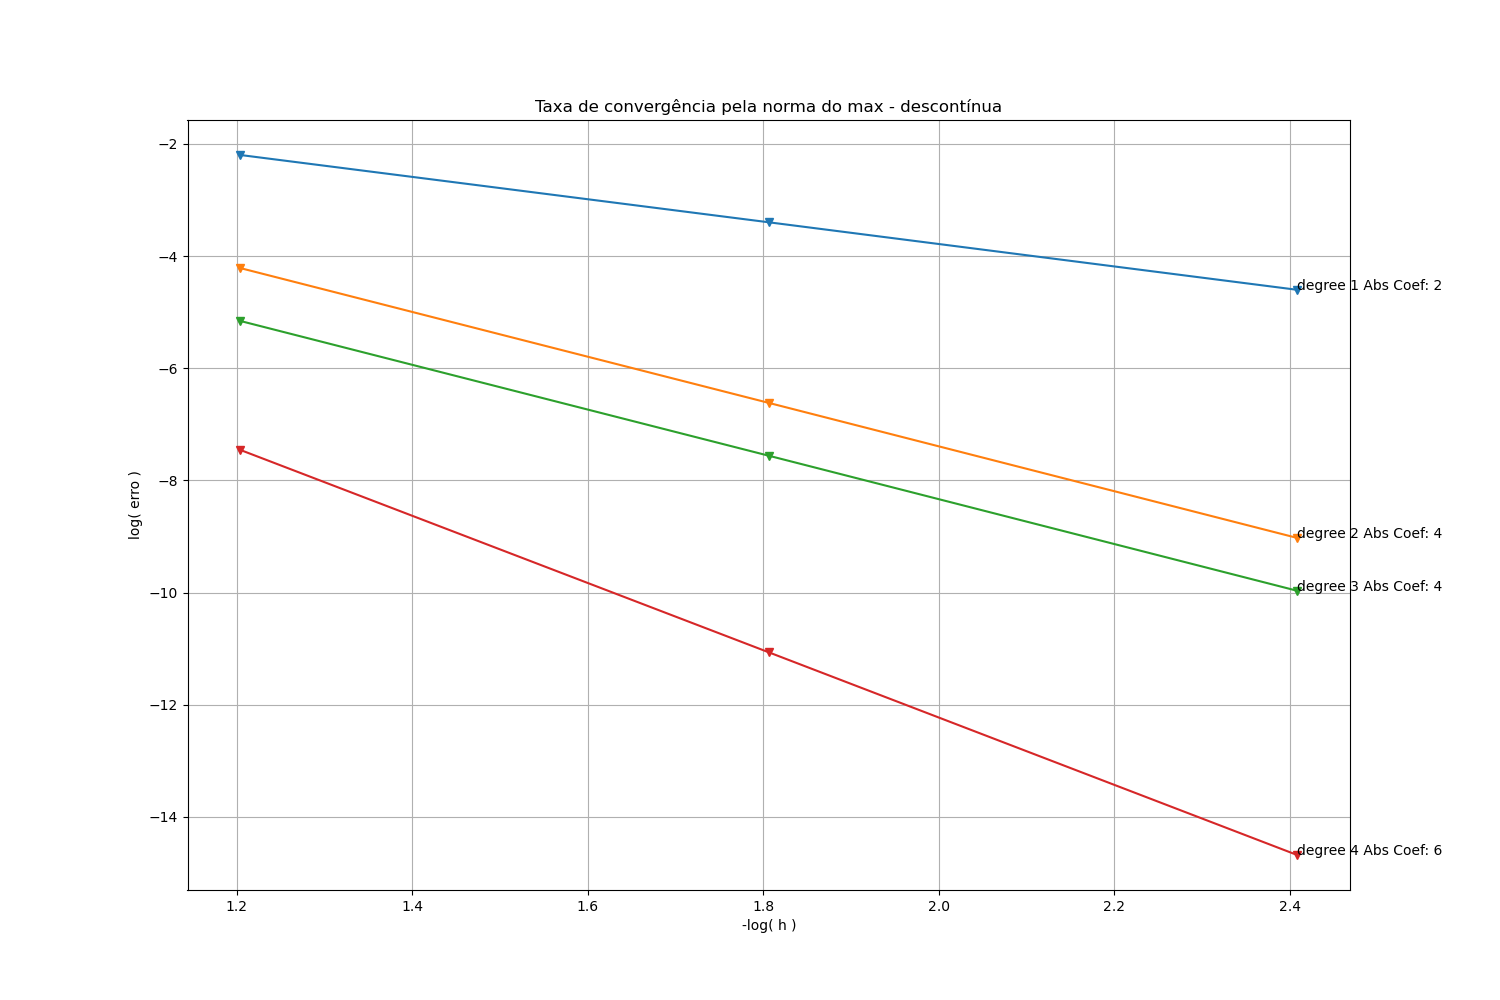 Taxa de convergência pela norma do max - descontínua
−2
−4
−6
−8
−10
−12
−14
log( erro )
degree 1 Abs Coef: 2
degree 2 Abs Coef: 4
degree 3 Abs Coef: 4
degree 4 Abs Coef: 6
1.2 1.4 1.6 1.8 2.0 2.2 2.4
-log( h )